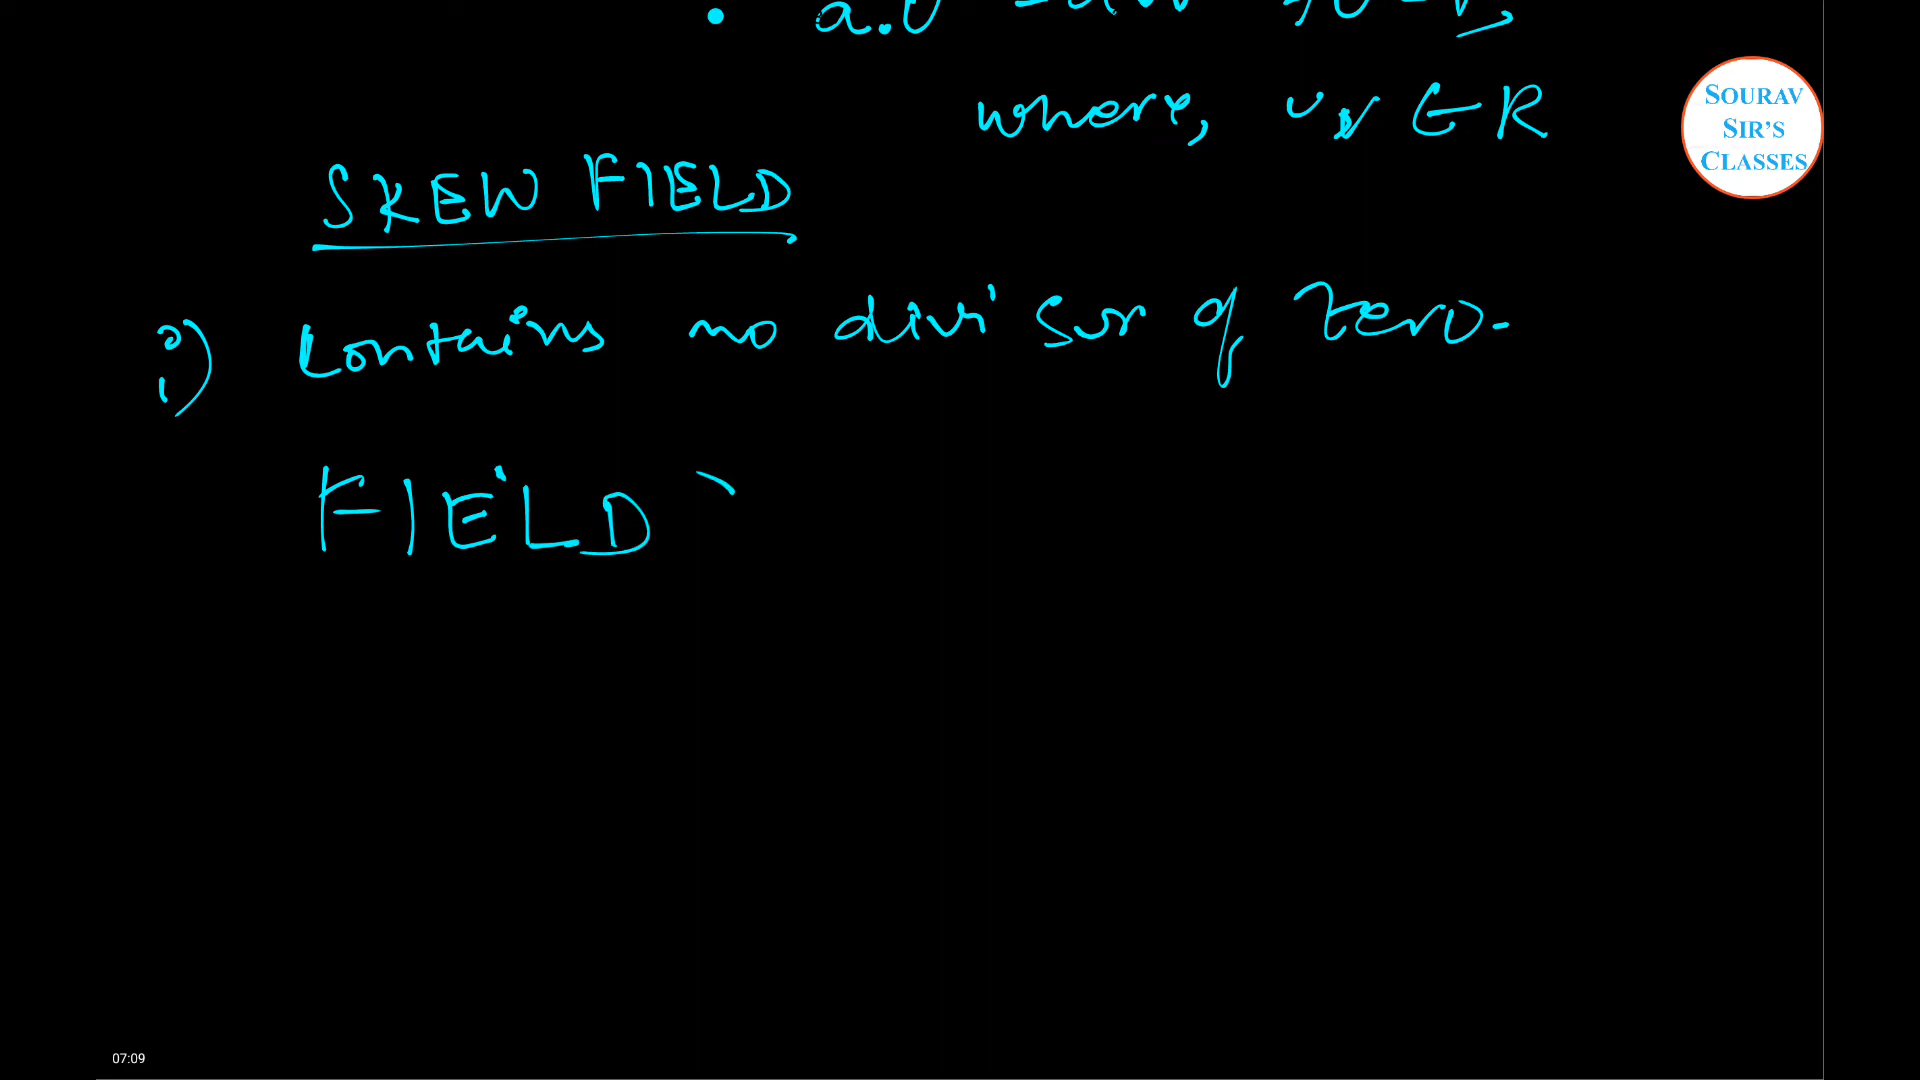 where, v ∈ R
SOURAV
SIR'S
CLASSES
SKEW FIELD
i) Contains no divisor of zero.
FIELD
07:09